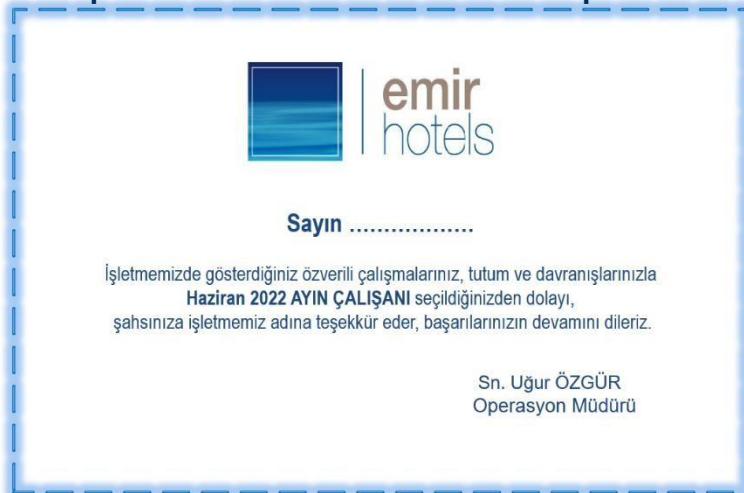 emir
hotels
Sayın ..................
İşletmemizde gösterdiğiniz özverili çalışmalarınız, tutum ve davranışlarınızla
Haziran 2022 AYIN ÇALIŞANI seçildiğinizden dolayı,
şahsınıza işletmemiz adına teşekkür eder, başarılarınızın devamını dileriz.
Sn. Uğur ÖZGÜR
Operasyon Müdürü